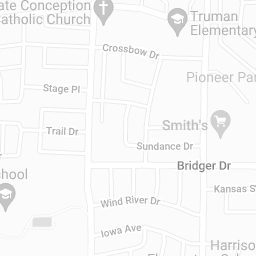 ate Conception
Catholic Church
Truman
Elementary
Crossbow Dr
Pioneer Par
Stage Pl
Smith's
Trail Dr
Sundance Dr
Bridger Dr
chool
Kansas S
Wind River Dr
Iowa Ave
Harriso